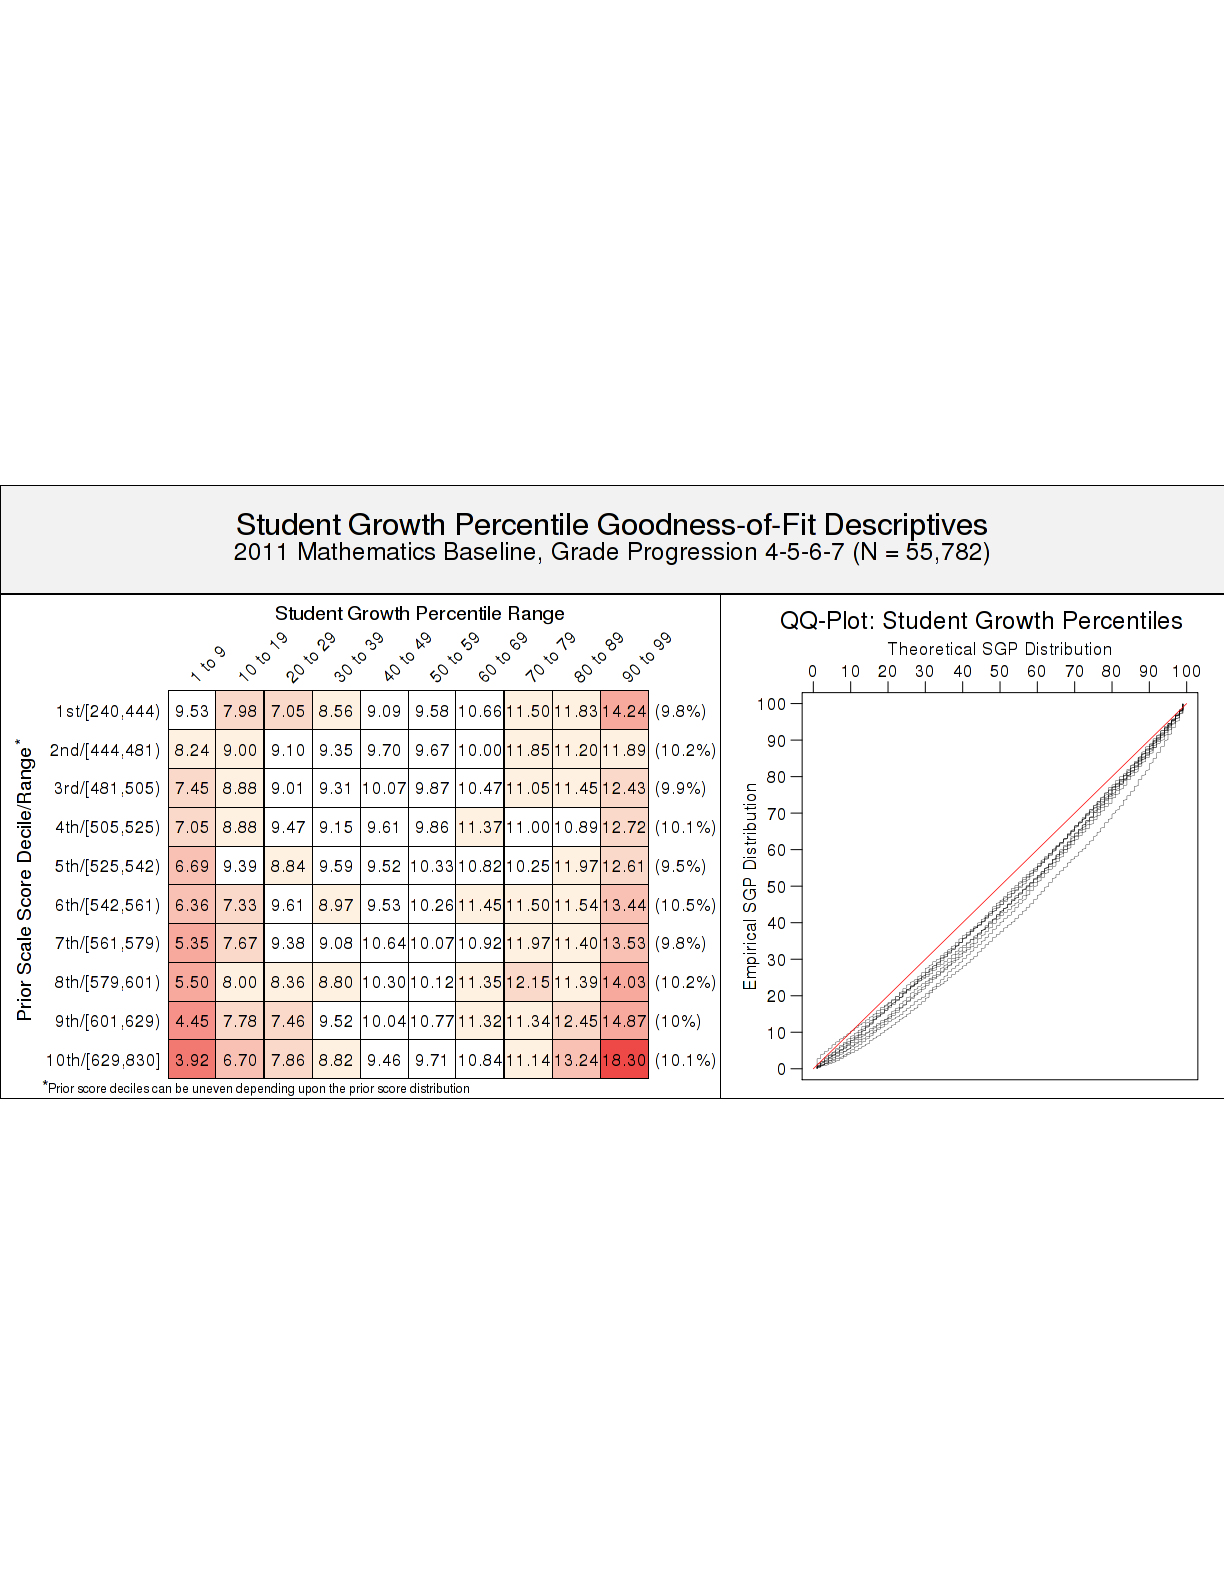 Student Growth Percentile Goodness-of-Fit Descriptives
2011 Mathematics Baseline, Grade Progression 4-5-6-7 (N = 55,782)
Student Growth Percentile Range
1 to 9 10 to 19 20 to 29 30 to 39 40 to 49 50 to 59 60 to 69 70 to 79 80 to 89 90 to 99
Prior Scale Score Decile/Range*
1st/[240,444) 9.53 7.98 7.05 8.56 9.09 9.58 10.66 11.50 11.83 14.24 (9.8%)
2nd/[444,481) 8.24 9.00 9.10 9.35 9.70 9.67 10.00 11.85 11.20 11.89 (10.2%)
3rd/[481,505) 7.45 8.88 9.01 9.31 10.07 9.87 10.47 11.05 11.45 12.43 (9.9%)
4th/[505,525) 7.05 8.88 9.47 9.15 9.61 9.86 11.37 11.00 10.89 12.72 (10.1%)
5th/[525,542) 6.69 9.39 8.84 9.59 9.52 10.33 10.82 10.25 11.97 12.61 (9.5%)
6th/[542,561) 6.36 7.33 9.61 8.97 9.53 10.26 11.45 11.50 11.54 13.44 (10.5%)
7th/[561,579) 5.35 7.67 9.38 9.08 10.64 10.07 10.92 11.97 11.40 13.53 (9.8%)
8th/[579,601) 5.50 8.00 8.36 8.80 10.30 10.12 11.35 12.15 11.39 14.03 (10.2%)
9th/[601,629) 4.45 7.78 7.46 9.52 10.04 10.77 11.32 11.34 12.45 14.87 (10%)
10th/[629,830] 3.92 6.70 7.86 8.82 9.46 9.71 10.84 11.14 13.24 18.30 (10.1%)
*Prior score deciles can be uneven depending upon the prior score distribution
QQ-Plot: Student Growth Percentiles
Theoretical SGP Distribution
0 10 20 30 40 50 60 70 80 90 100
Empirical SGP Distribution
100
90
80
70
60
50
40
30
20
10
0